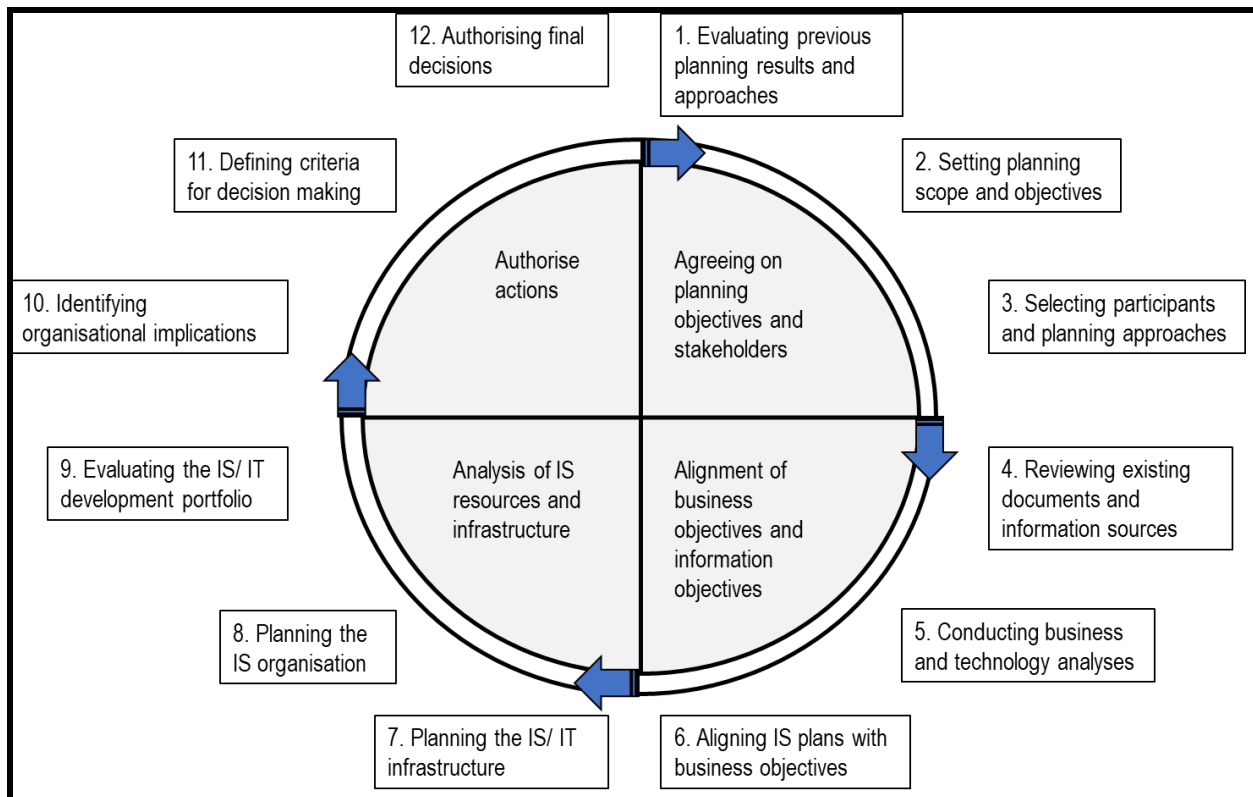 12. Authorising final
decisions
1. Evaluating previous
planning results and
approaches
11. Defining criteria
for decision making
2. Setting planning
scope and objectives
Authorise
actions
Agreeing on
planning
objectives and
stakeholders
10. Identifying
organisational implications
3. Selecting participants
and planning approaches
9. Evaluating the IS/ IT
development portfolio
Analysis of IS
resources and
infrastructure
Alignment of
business
objectives and
information
objectives
4. Reviewing existing
documents and
information sources
8. Planning the
IS organisation
5. Conducting business
and technology analyses
7. Planning the IS/ IT
infrastructure
6. Aligning IS plans with
business objectives